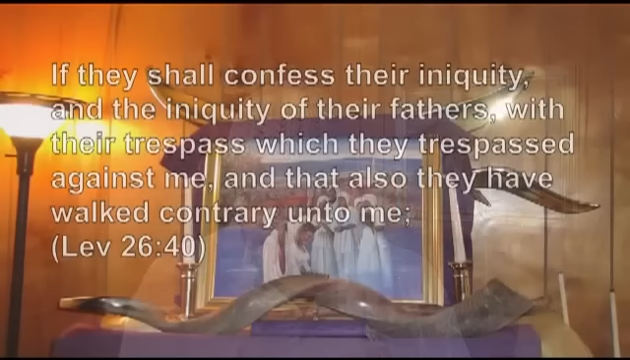 If they shall confess their iniquity,
and the iniquity of their fathers, with
their trespass which they trespassed
against me, and that also they have
walked contrary unto me;
(Lev 26:40)